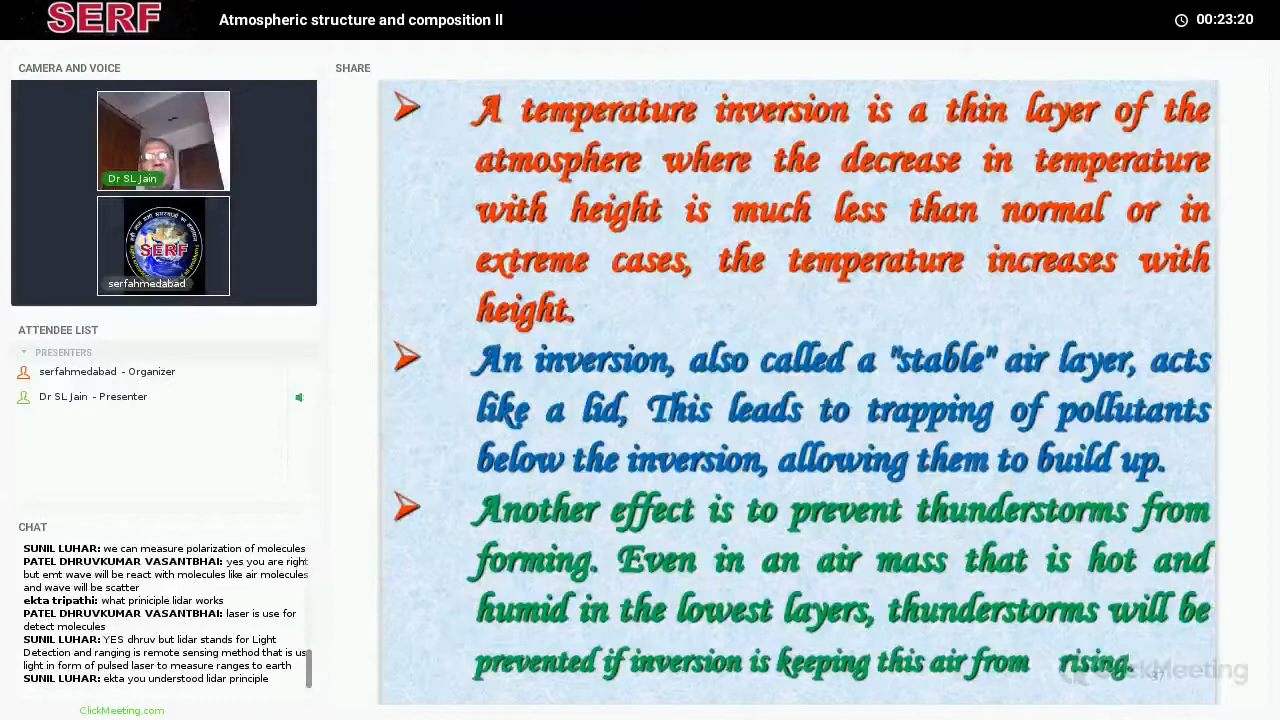 SERF
Atmospheric structure and composition II
00:23:20
CAMERA AND VOICE
SHARE
Dr SL Jain
SERF
serfahmedabad
ATTENDEE LIST
PRESENTERS
serfahmedabad - Organizer
Dr SL Jain - Presenter
CHAT
SUNIL LUHAR: we can measure polarization of molecules
PATEL DHRUVKUMAR VASANTBHAI: yes you are right
but emt wave will be react with molecules like air molecules
and wave will be scatter
ekta tripathi: what priniciple lidar works
PATEL DHRUVKUMAR VASANTBHAI: laser is use for
detect molecules
SUNIL LUHAR: YES dhruv but lidar stands for Light
Detection and ranging is remote sensing method that is us
light in form of pulsed laser to measure ranges to earth
SUNIL LUHAR: ekta you understood lidar principle
ClickMeeting.com
A temperature inversion is a thin layer of the
atmosphere where the decrease in temperature
with height is much less than normal or in
extreme cases, the temperature increases with
height.
An inversion, also called a "stable" air layer, acts
like a lid, This leads to trapping of pollutants
below the inversion, allowing them to build up.
Another effect is to prevent thunderstorms from
forming. Even in an air mass that is hot and
humid in the lowest layers, thunderstorms will be
prevented if inversion is keeping this air from rising.
37
ClickMeeting